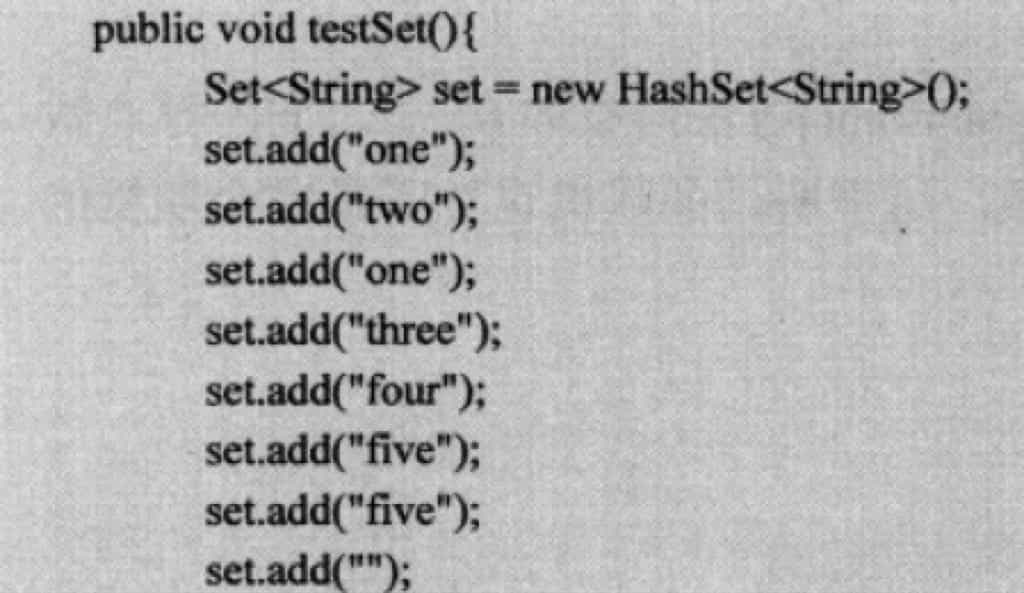 public void testSet(){
Set<String> set = new HashSet<String>();
set.add("one");
set.add("two");
set.add("one");
set.add("three");
set.add("four");
set.add("five");
set.add("five");
set.add("");